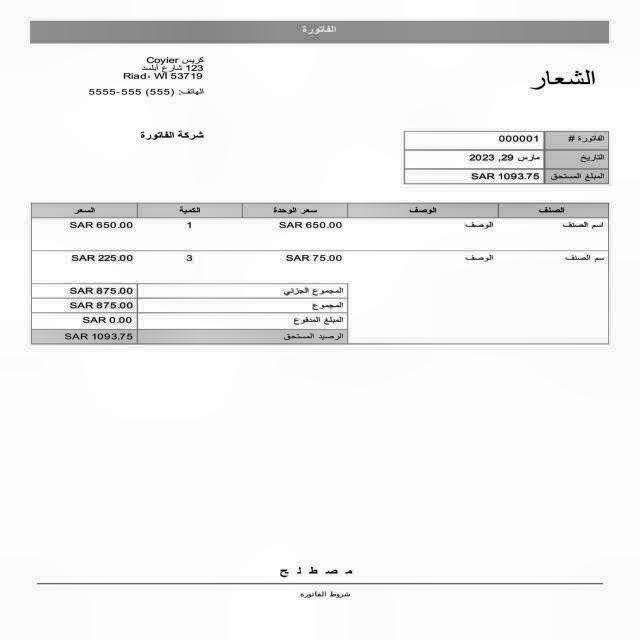 الفاتورة
الشعار
كريس Coyier
123 شارع أبلسد
Riad، WI 53719
الهاتف: (555) 555-5555
شركة الفاتورة
الفاتورة # 000001
التاريخ مارس 29, 2023
المبلغ المستحق SAR 1093.75
الصنف الوصف سعر الوحدة الكمية السعر
اسم الصنف الوصف SAR 650.00 1 SAR 650.00
سم الصنف الوصف SAR 75.00 3 SAR 225.00
المجموع الجزئي SAR 875.00
المجموع SAR 875.00
المبلغ المدفوع SAR 0.00
الرصيد المستحق SAR 1093.75
مصطلح
شروط الفاتورة